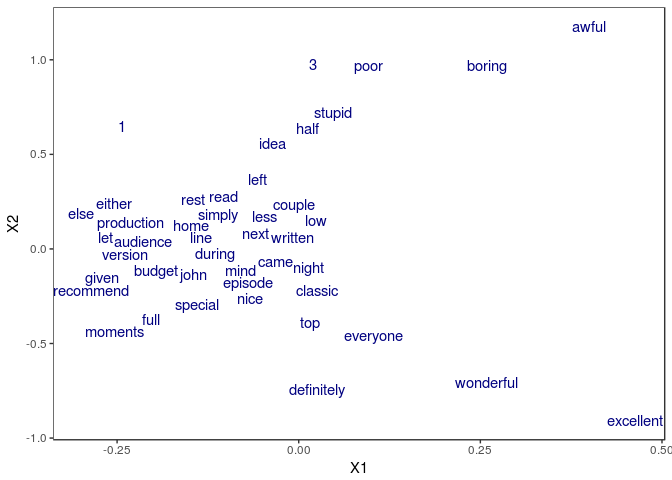 awful
1.0
3
poor
boring
stupid
1
half
idea
0.5
left
rest
read
either
couple
else
simply
less
low
production
home
next
written
let
audience
line
0.0
version
during
came
night
budget
john
mind
given
episode
recommend
classic
nice
special
full
top
moments
everyone
-0.5
wonderful
definitely
excellent
-1.0
X2
-0.25
0.00
0.25
0.50
X1